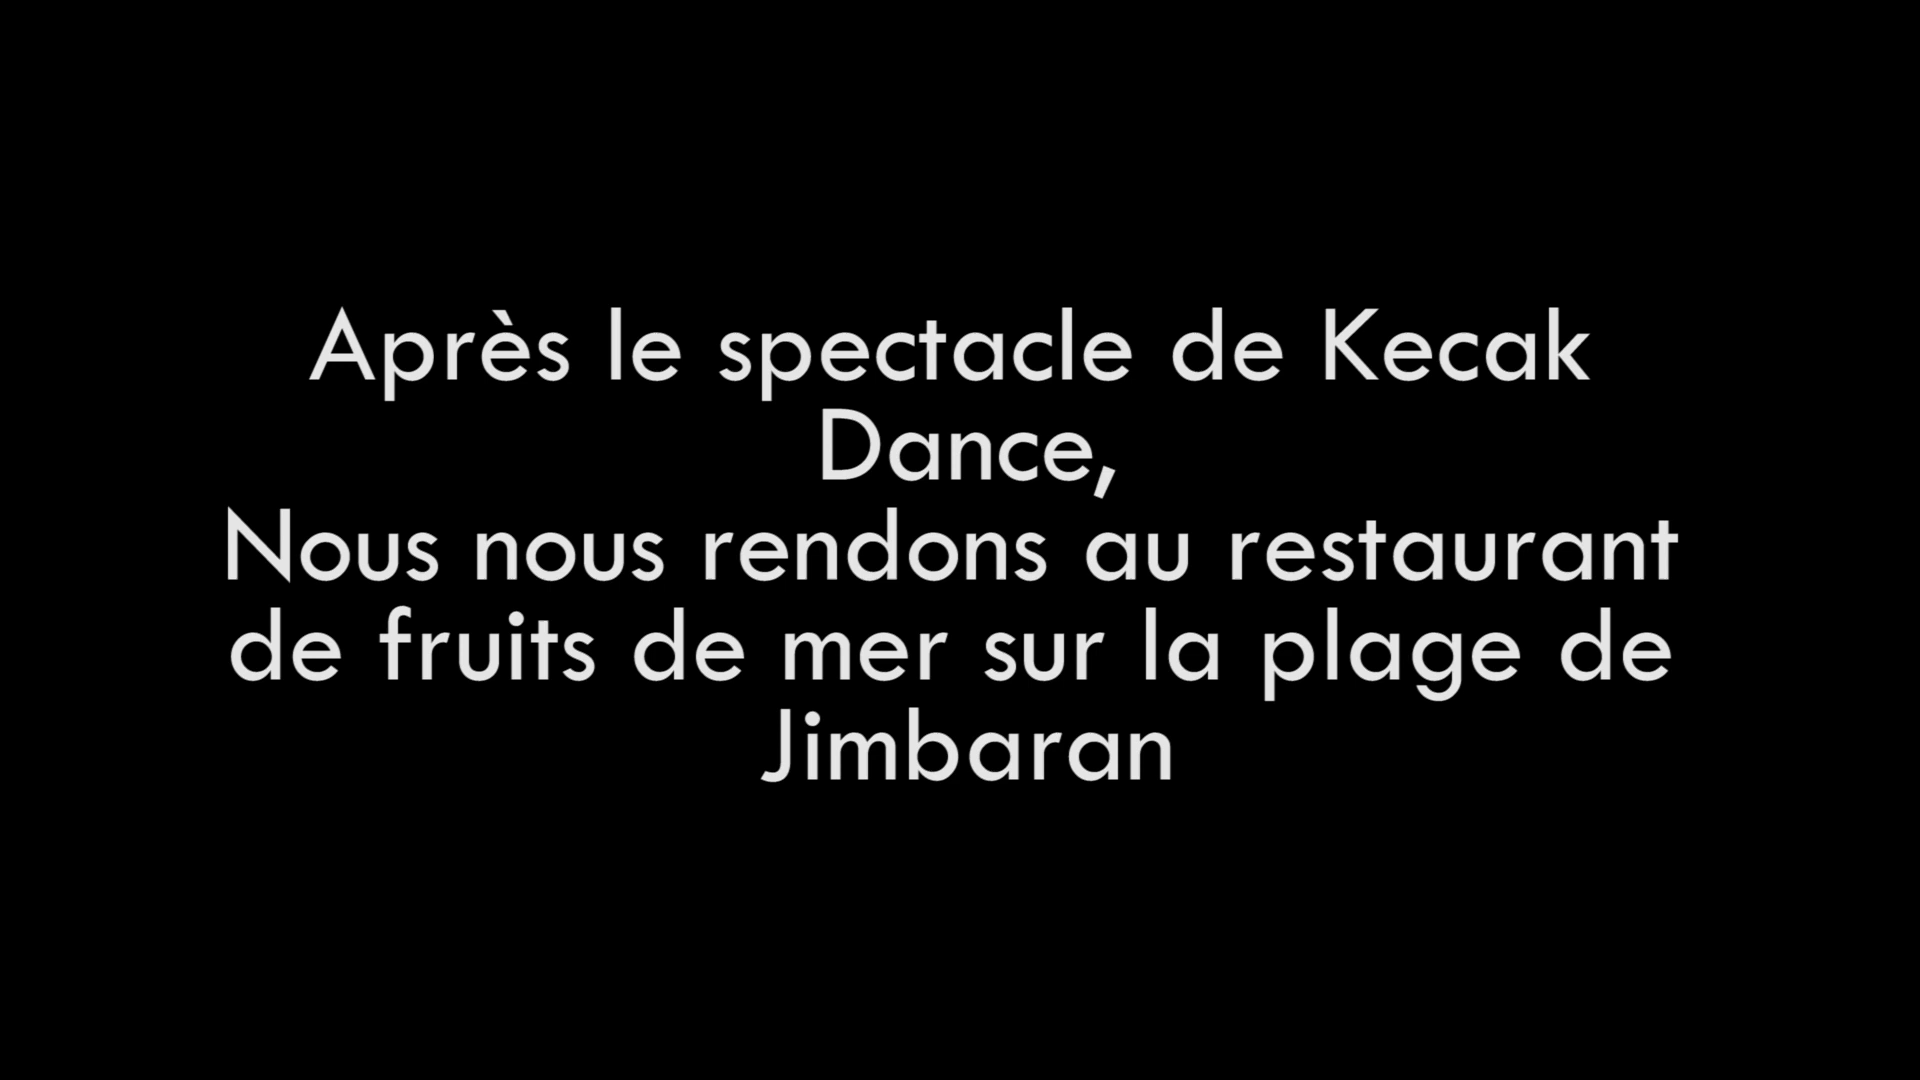 Après le spectacle de Kecak
Dance,
Nous nous rendons au restaurant
de fruits de mer sur la plage de
Jimbaran